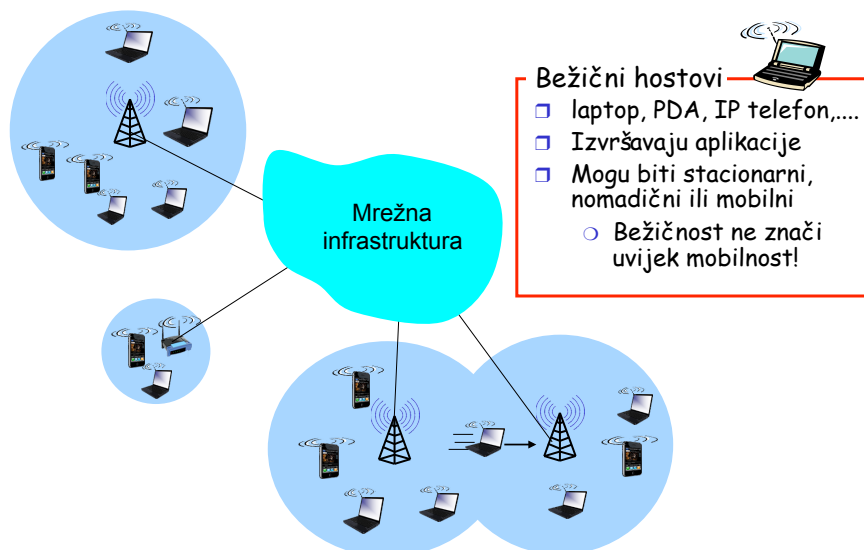 Bežični hostovi
❒ laptop, PDA, IP telefon,....
❒ Izvršavaju aplikacije
❒ Mogu biti stacionarni,
nomadični ili mobilni
❍ Bežičnost ne znači
uvijek mobilnost!
Mrežna
infrastruktura